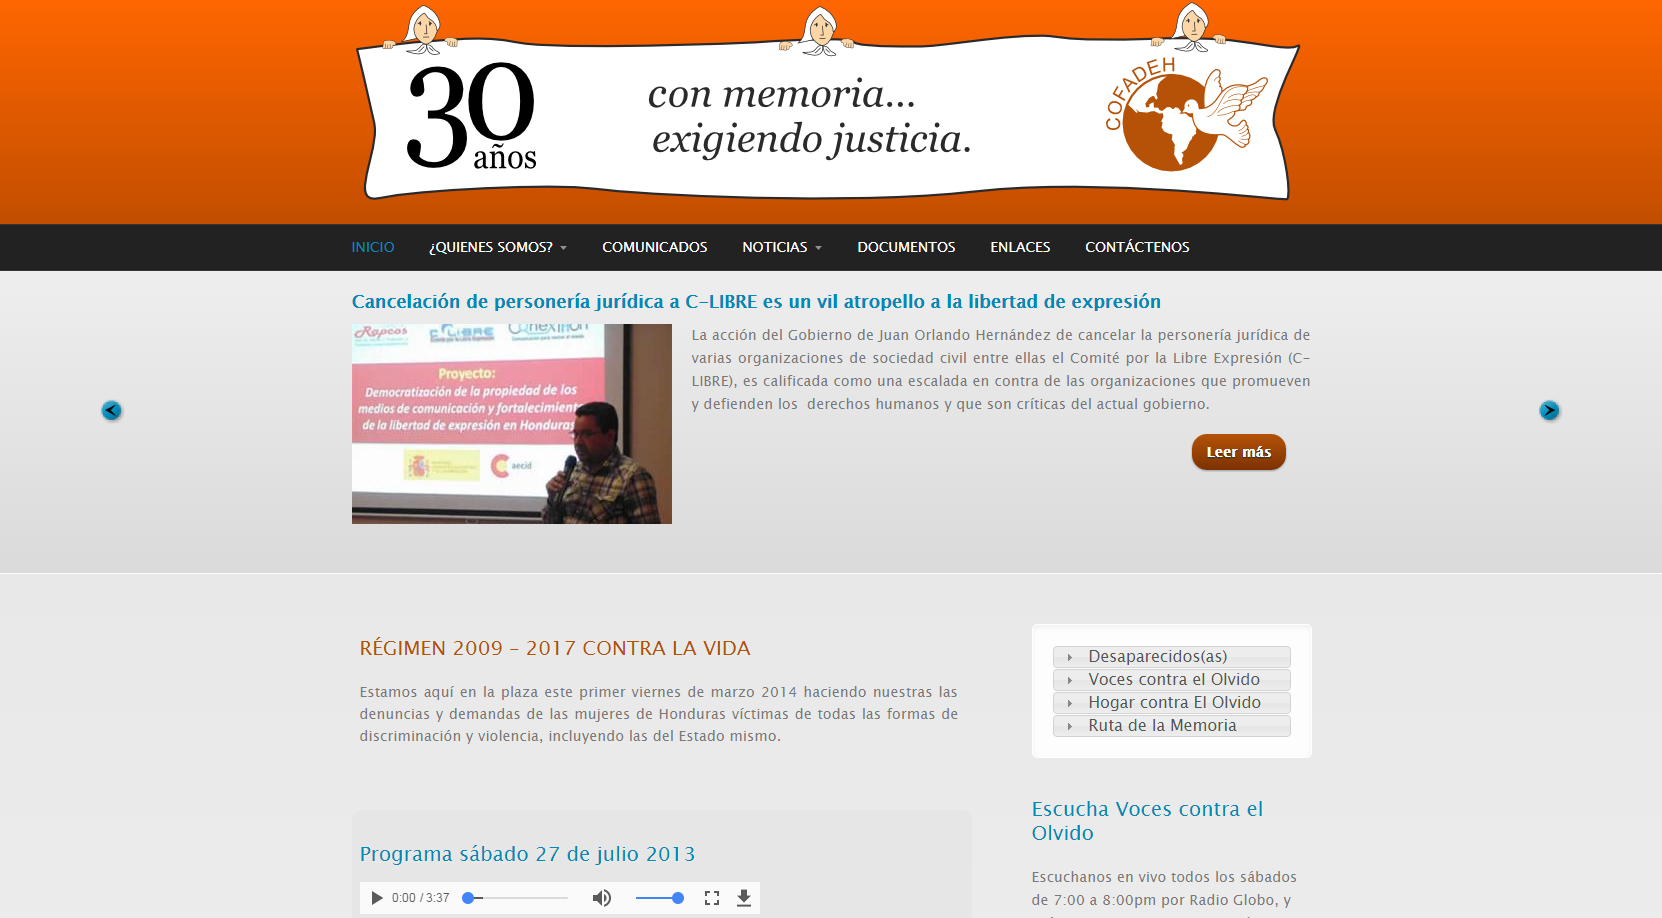 30
años
con memoria...
exigiendo justicia.
COFADEH
INICIO ¿QUIENES SOMOS? COMUNICADOS NOTICIAS DOCUMENTOS ENLACES CONTÁCTENOS
Cancelación de personería jurídica a C-LIBRE es un vil atropello a la libertad de expresión
Rapcos C LIBRE
Proyecto:
Democratización de la propiedad de los
medios de comunicación y fortalecimiento
de la libertad de expresión en Honduras
aecid
La acción del Gobierno de Juan Orlando Hernández de cancelar la personería jurídica de
varias organizaciones de sociedad civil entre ellas el Comité por la Libre Expresión (C-
LIBRE), es calificada como una escalada en contra de las organizaciones que promueven
y defienden los derechos humanos y que son críticas del actual gobierno.
Leer más
RÉGIMEN 2009 – 2017 CONTRA LA VIDA
Estamos aquí en la plaza este primer viernes de marzo 2014 haciendo nuestras las
denuncias y demandas de las mujeres de Honduras víctimas de todas las formas de
discriminación y violencia, incluyendo las del Estado mismo.
Programa sábado 27 de julio 2013
0:00 / 3:37
Desaparecidos(as)
Voces contra el Olvido
Hogar contra El Olvido
Ruta de la Memoria
Escucha Voces contra el
Olvido
Escuchanos en vivo todos los sábados
de 7:00 a 8:00pm por Radio Globo, y